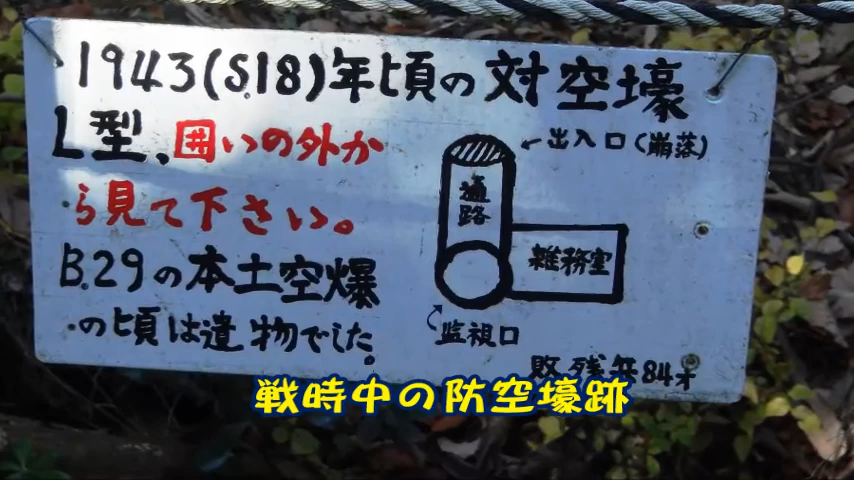 1943(S.18)年頃の対空壕
L型、囲いの外か
ら見て下さい。
B.29の本土空爆
の頃は遺物でした。
出入口(崩落)
通路
雑務室
監視口
敗残兵84才
戦時中の防空壕跡